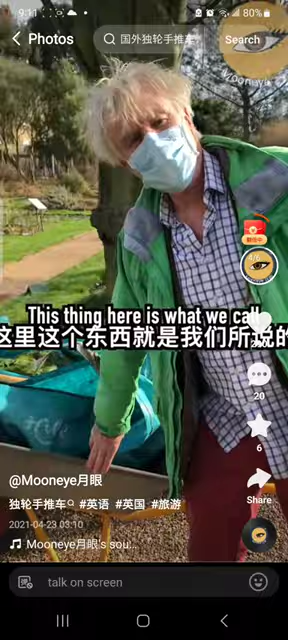 9:11
80%
Photos
国外独轮手推车
Search
Mooneye
4/6
This thing here is what we call
这里这个东西就是我们所说的
20
6
Share
@Mooneye月眼
独轮手推车 #英语 #英国 #旅游
2021-04-23 03:10
Mooneye月眼's sou...
talk on screen